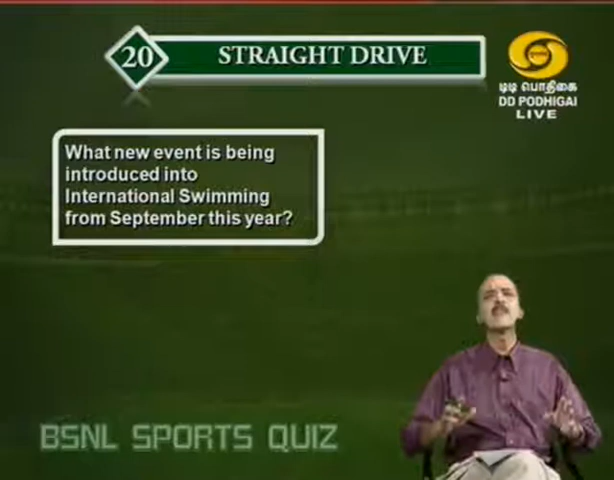 20
STRAIGHT DRIVE
டிடி பொதிகை
DD PODHIGAI
LIVE
What new event is being
introduced into
International Swimming
from September this year?
BSNL SPORTS QUIZ